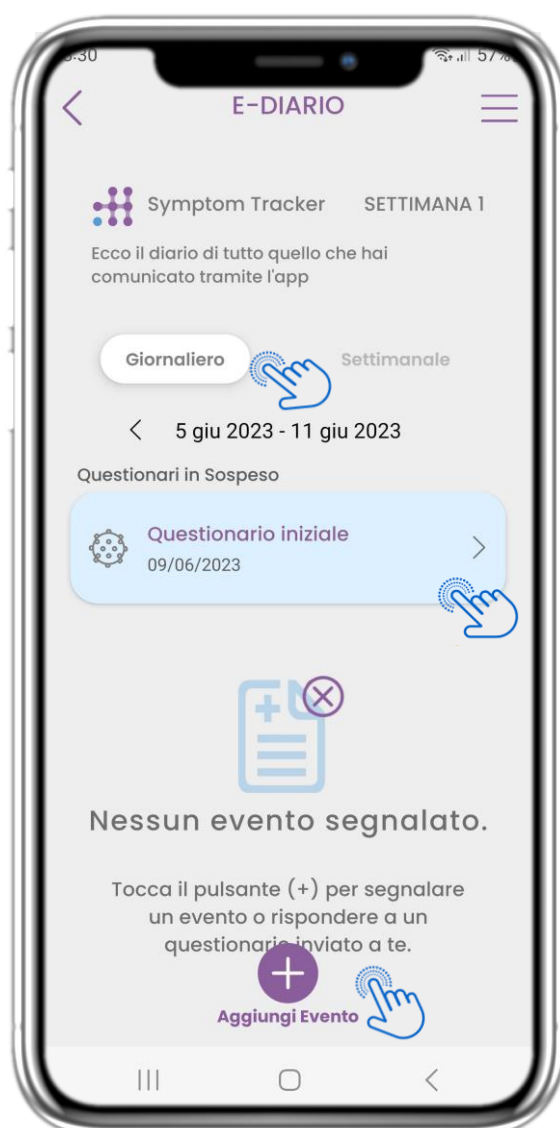 E-DIARIO
Symptom Tracker SETTIMANA 1
Ecco il diario di tutto quello che hai
comunicato tramite l'app
Giornaliero Settimanale
5 giu 2023 - 11 giu 2023
Questionari in Sospeso
Questionario iniziale
09/06/2023
Nessun evento segnalato.
Tocca il pulsante (+) per segnalare
un evento o rispondere a un
questionario inviato a te.
Aggiungi Evento